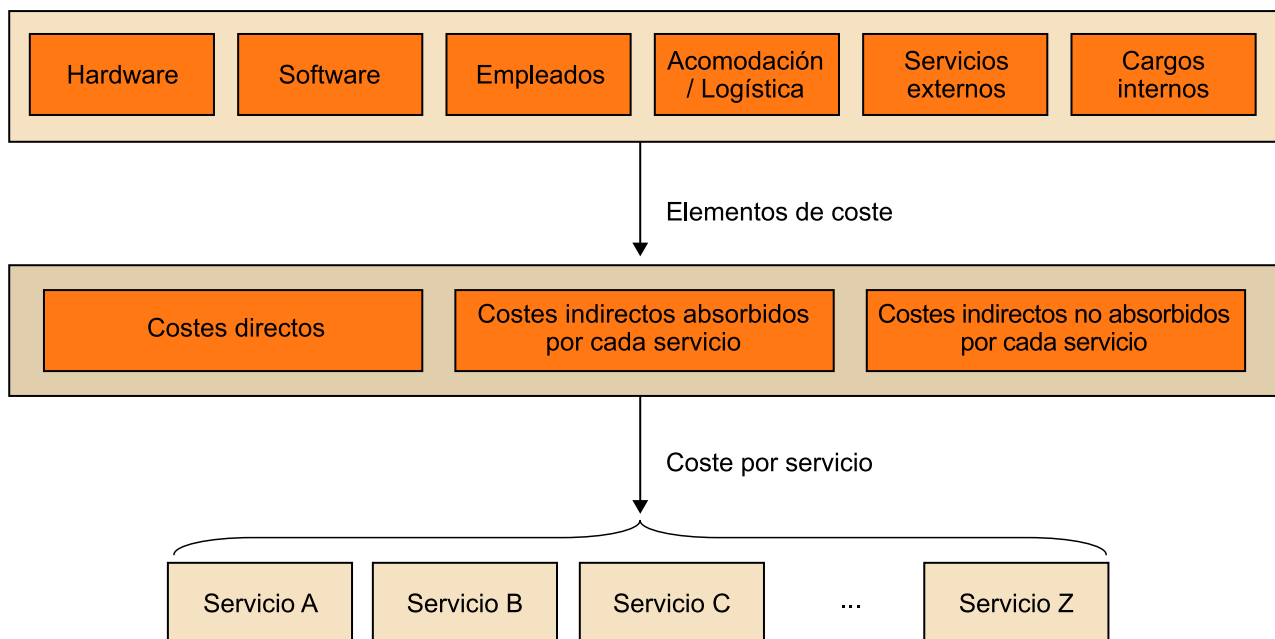 Hardware
Software
Empleados
Acomodación
/ Logística
Servicios
externos
Cargos
internos
Elementos de coste
Costes directos
Costes indirectos absorbidos
por cada servicio
Costes indirectos no absorbidos
por cada servicio
Coste por servicio
Servicio A
Servicio B
Servicio C
...
Servicio Z